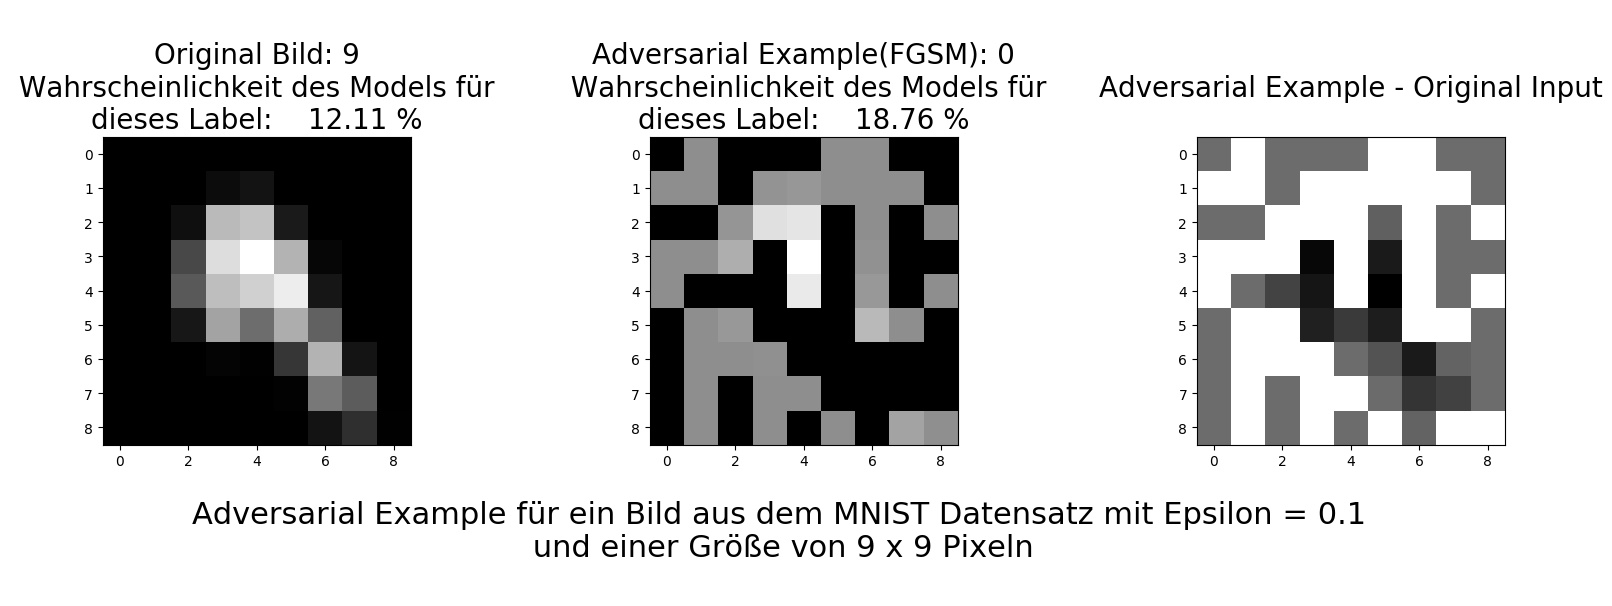 Original Bild: 9
Wahrscheinlichkeit des Models für
dieses Label: 12.11 %
Adversarial Example(FGSM): 0
Wahrscheinlichkeit des Models für
dieses Label: 18.76 %
Adversarial Example - Original Input
0
1
2
3
4
5
6
7
8
0 2 4 6 8
0
1
2
3
4
5
6
7
8
0 2 4 6 8
0
1
2
3
4
5
6
7
8
0 2 4 6 8
Adversarial Example für ein Bild aus dem MNIST Datensatz mit Epsilon = 0.1
und einer Größe von 9 x 9 Pixeln